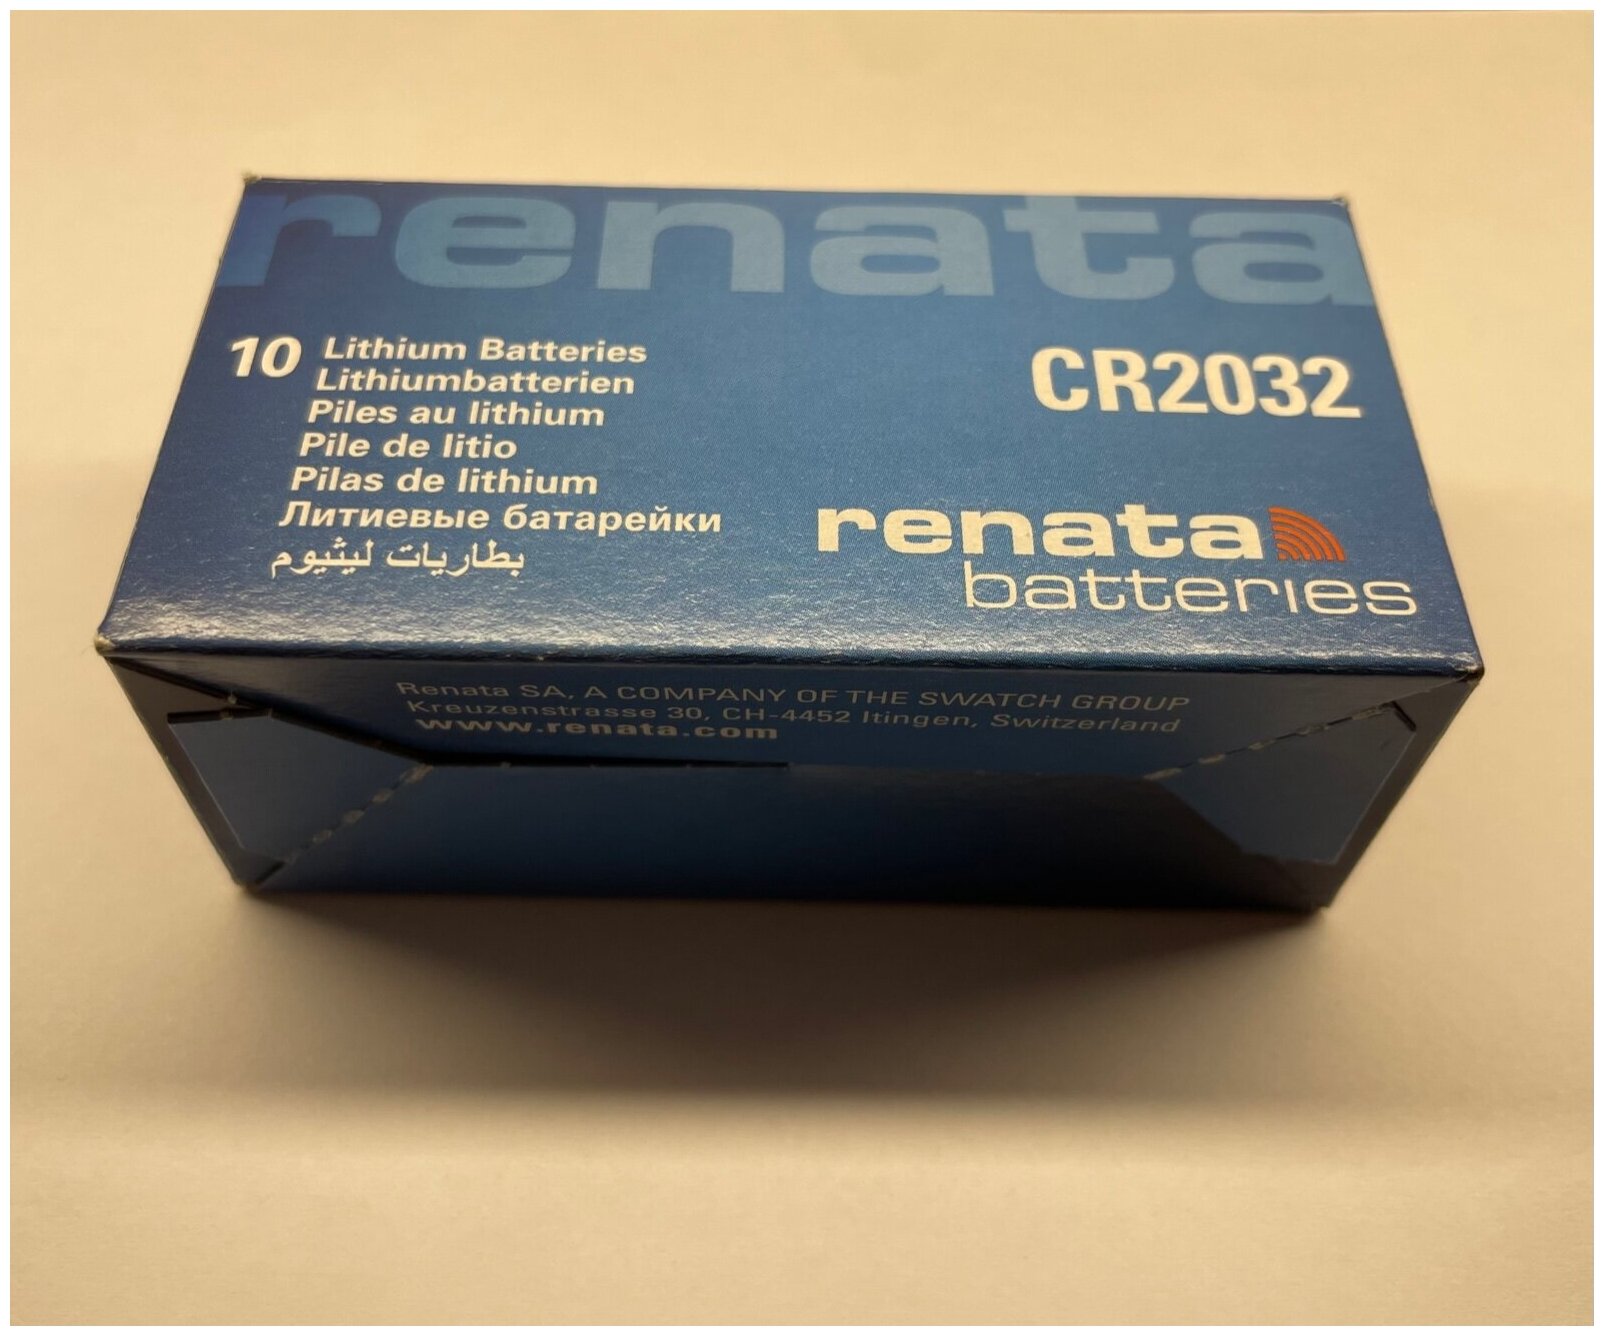 renata
10 Lithium Batteries
Lithiumbatterien
Piles au lithium
Pile de litio
Pilas de lithium
Литиевые батарейки
بطاريات ليثيوم
CR2032
renata
batteries
Renata SA, A COMPANY OF THE SWATCH GROUP
Kreuzenstrasse 30, CH-4452 Itingen, Switzerland
www.renata.com